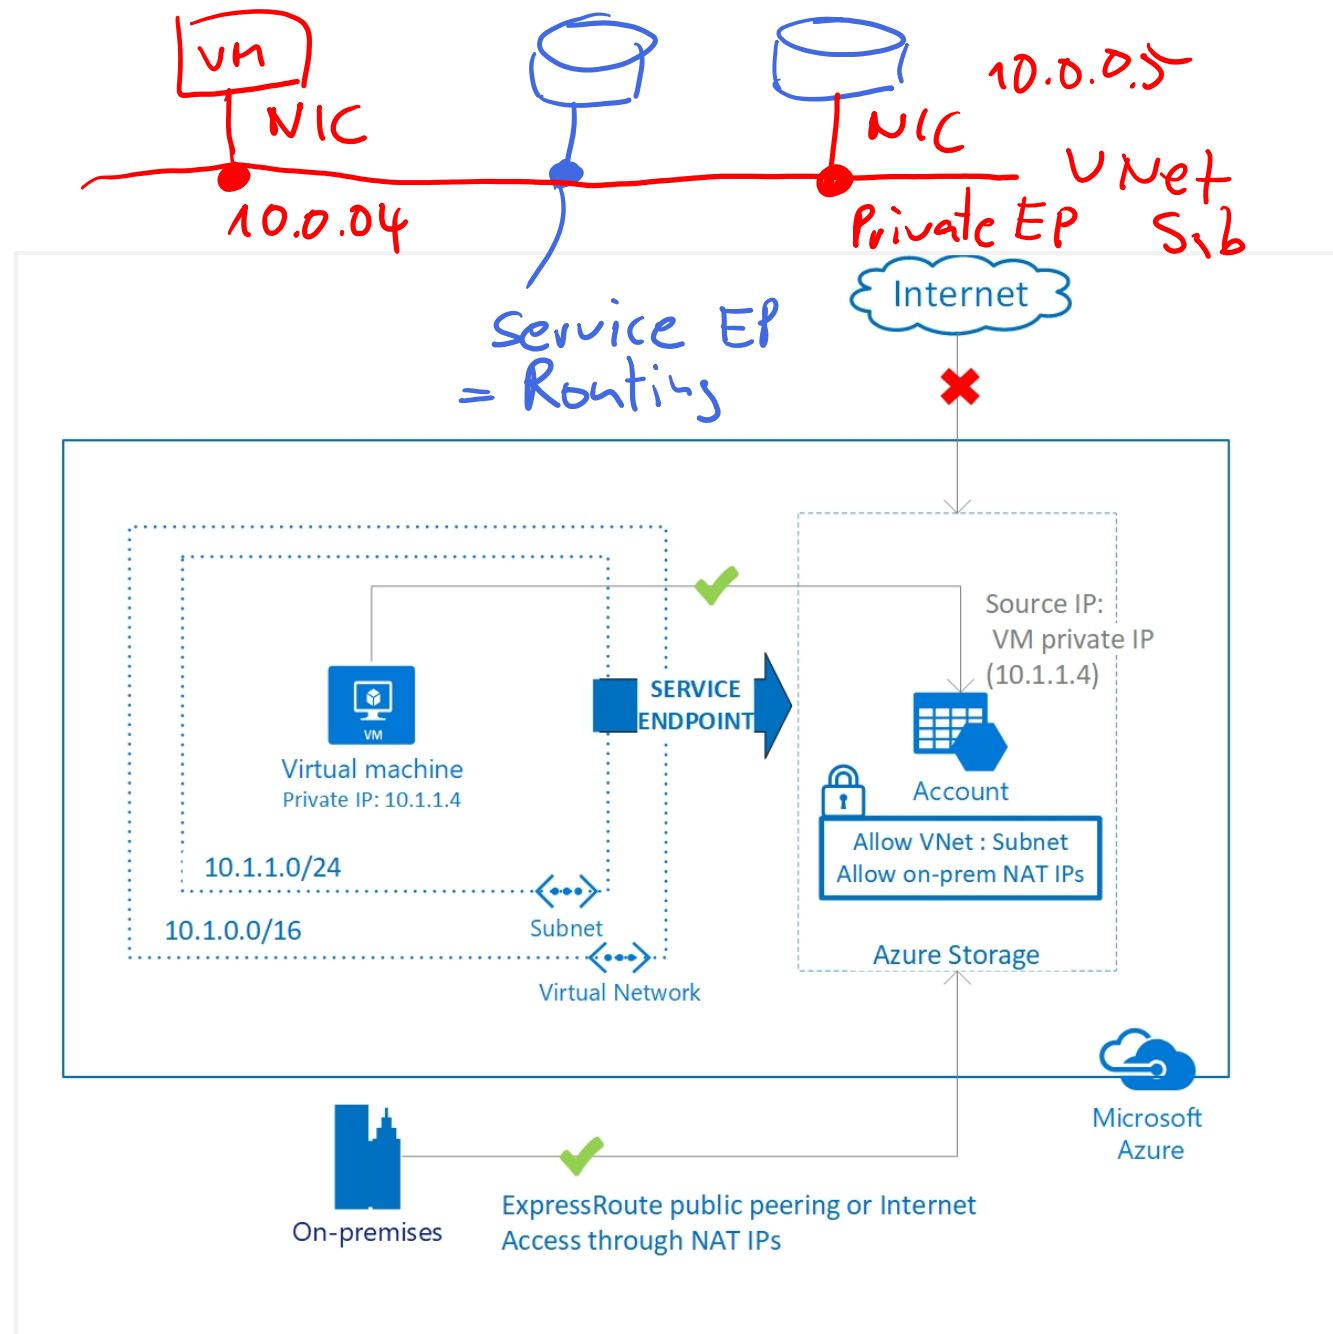 VM
NIC
10.0.04
NIC
10.0.0.5
VNet
Sub
Private EP
Service EP
= Routing
Internet
Source IP:
VM private IP
(10.1.1.4)
SERVICE
ENDPOINT
VM
Virtual machine
Private IP: 10.1.1.4
Account
Allow VNet : Subnet
Allow on-prem NAT IPs
10.1.1.0/24
Subnet
10.1.0.0/16
Azure Storage
Virtual Network
Microsoft
Azure
On-premises
ExpressRoute public peering or Internet
Access through NAT IPs